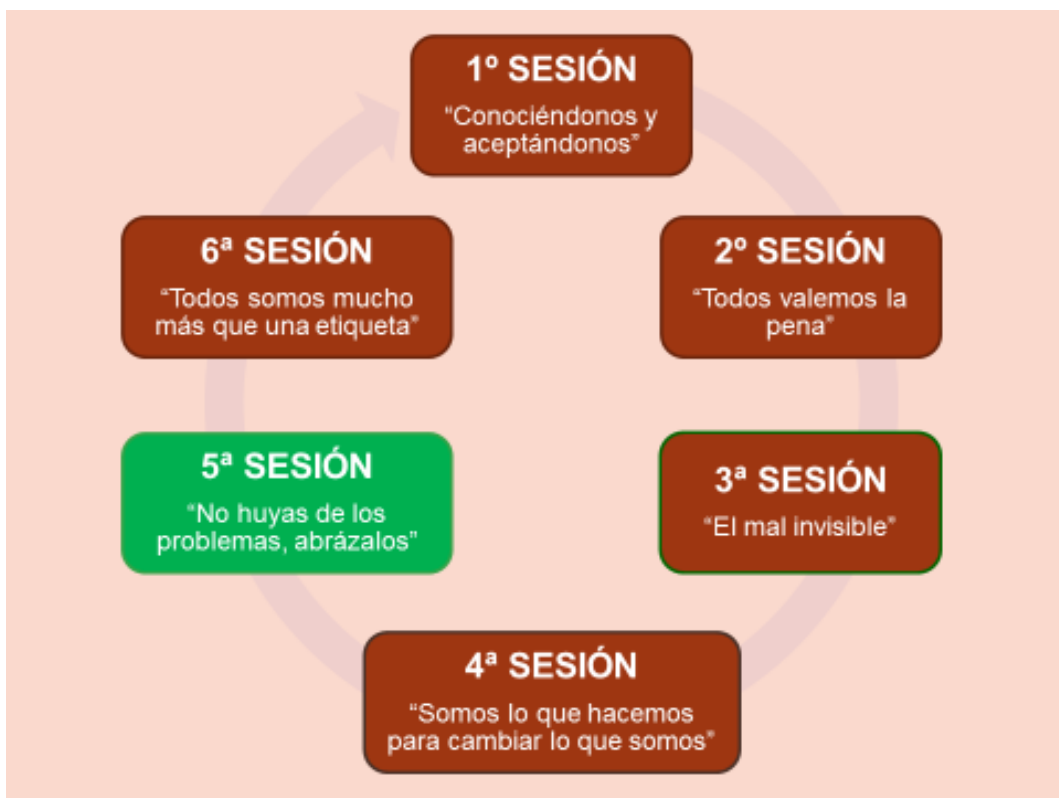 1º SESIÓN
“Conociéndonos y
aceptándonos”
2º SESIÓN
“Todos valemos la
pena”
3ª SESIÓN
“El mal invisible”
4ª SESIÓN
“Somos lo que hacemos
para cambiar lo que somos”
5ª SESIÓN
“No huyas de los
problemas, abrázalos”
6ª SESIÓN
“Todos somos mucho
más que una etiqueta”